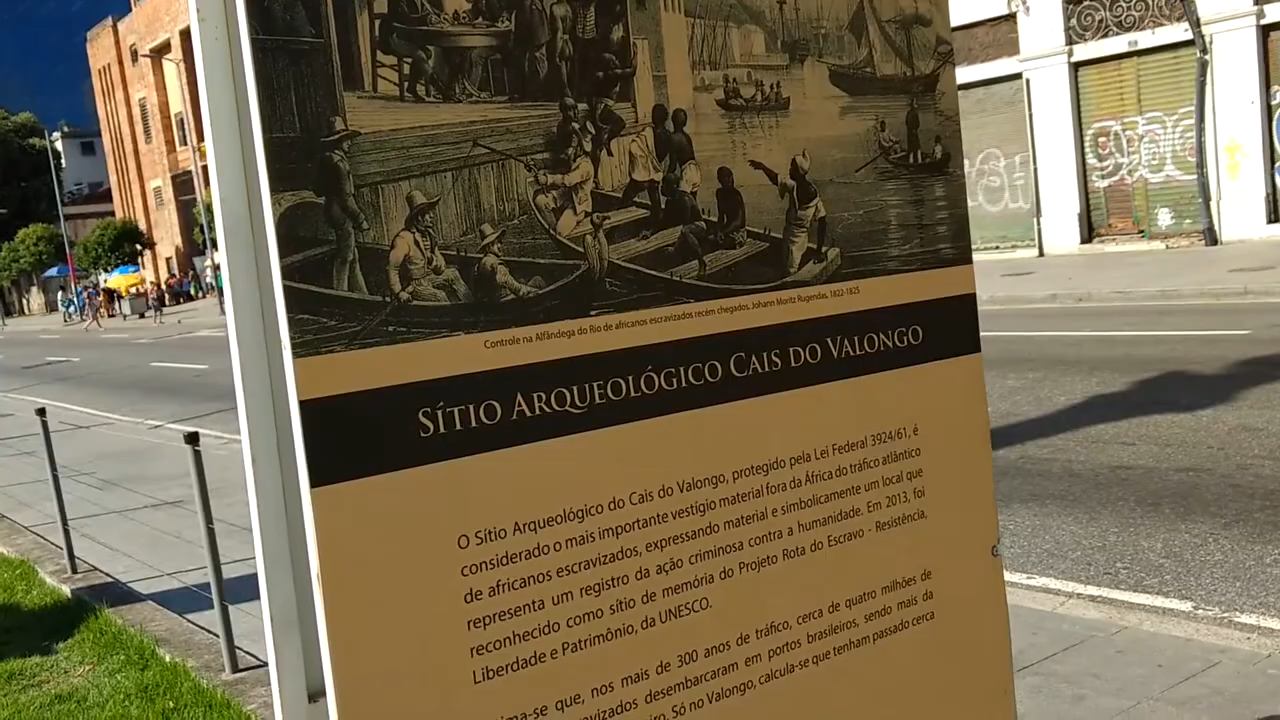 Controle na Alfândega do Rio de africanos escravizados recém chegados, Johann Moritz Rugendas, 1822-1825
SÍTIO ARQUEOLÓGICO CAIS DO VALONGO
O Sítio Arqueológico do Cais do Valongo, protegido pela Lei Federal 3924/61, é
considerado o mais importante vestígio material fora da África do tráfico atlântico
de africanos escravizados, expressando material e simbolicamente um local que
representa um registro da ação criminosa contra a humanidade. Em 2013, foi
reconhecido como sítio de memória do Projeto Rota do Escravo - Resistência,
Liberdade e Patrimônio, da UNESCO.
que, nos mais de 300 anos de tráfico, cerca de quatro milhões de
desembarcaram em portos brasileiros, sendo mais da
Só no Valongo, calcula-se que tenham passado cerca